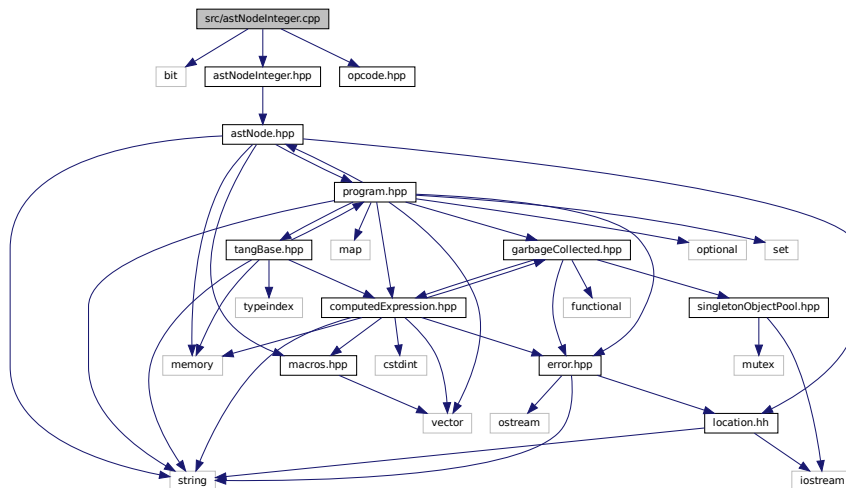 src/astNodeInteger.cpp
bit
astNodeInteger.hpp
opcode.hpp
astNode.hpp
program.hpp
tangBase.hpp
map
garbageCollected.hpp
optional
set
typeindex
computedExpression.hpp
functional
singletonObjectPool.hpp
memory
macros.hpp
cstdint
error.hpp
mutex
vector
ostream
location.hh
string
iostream